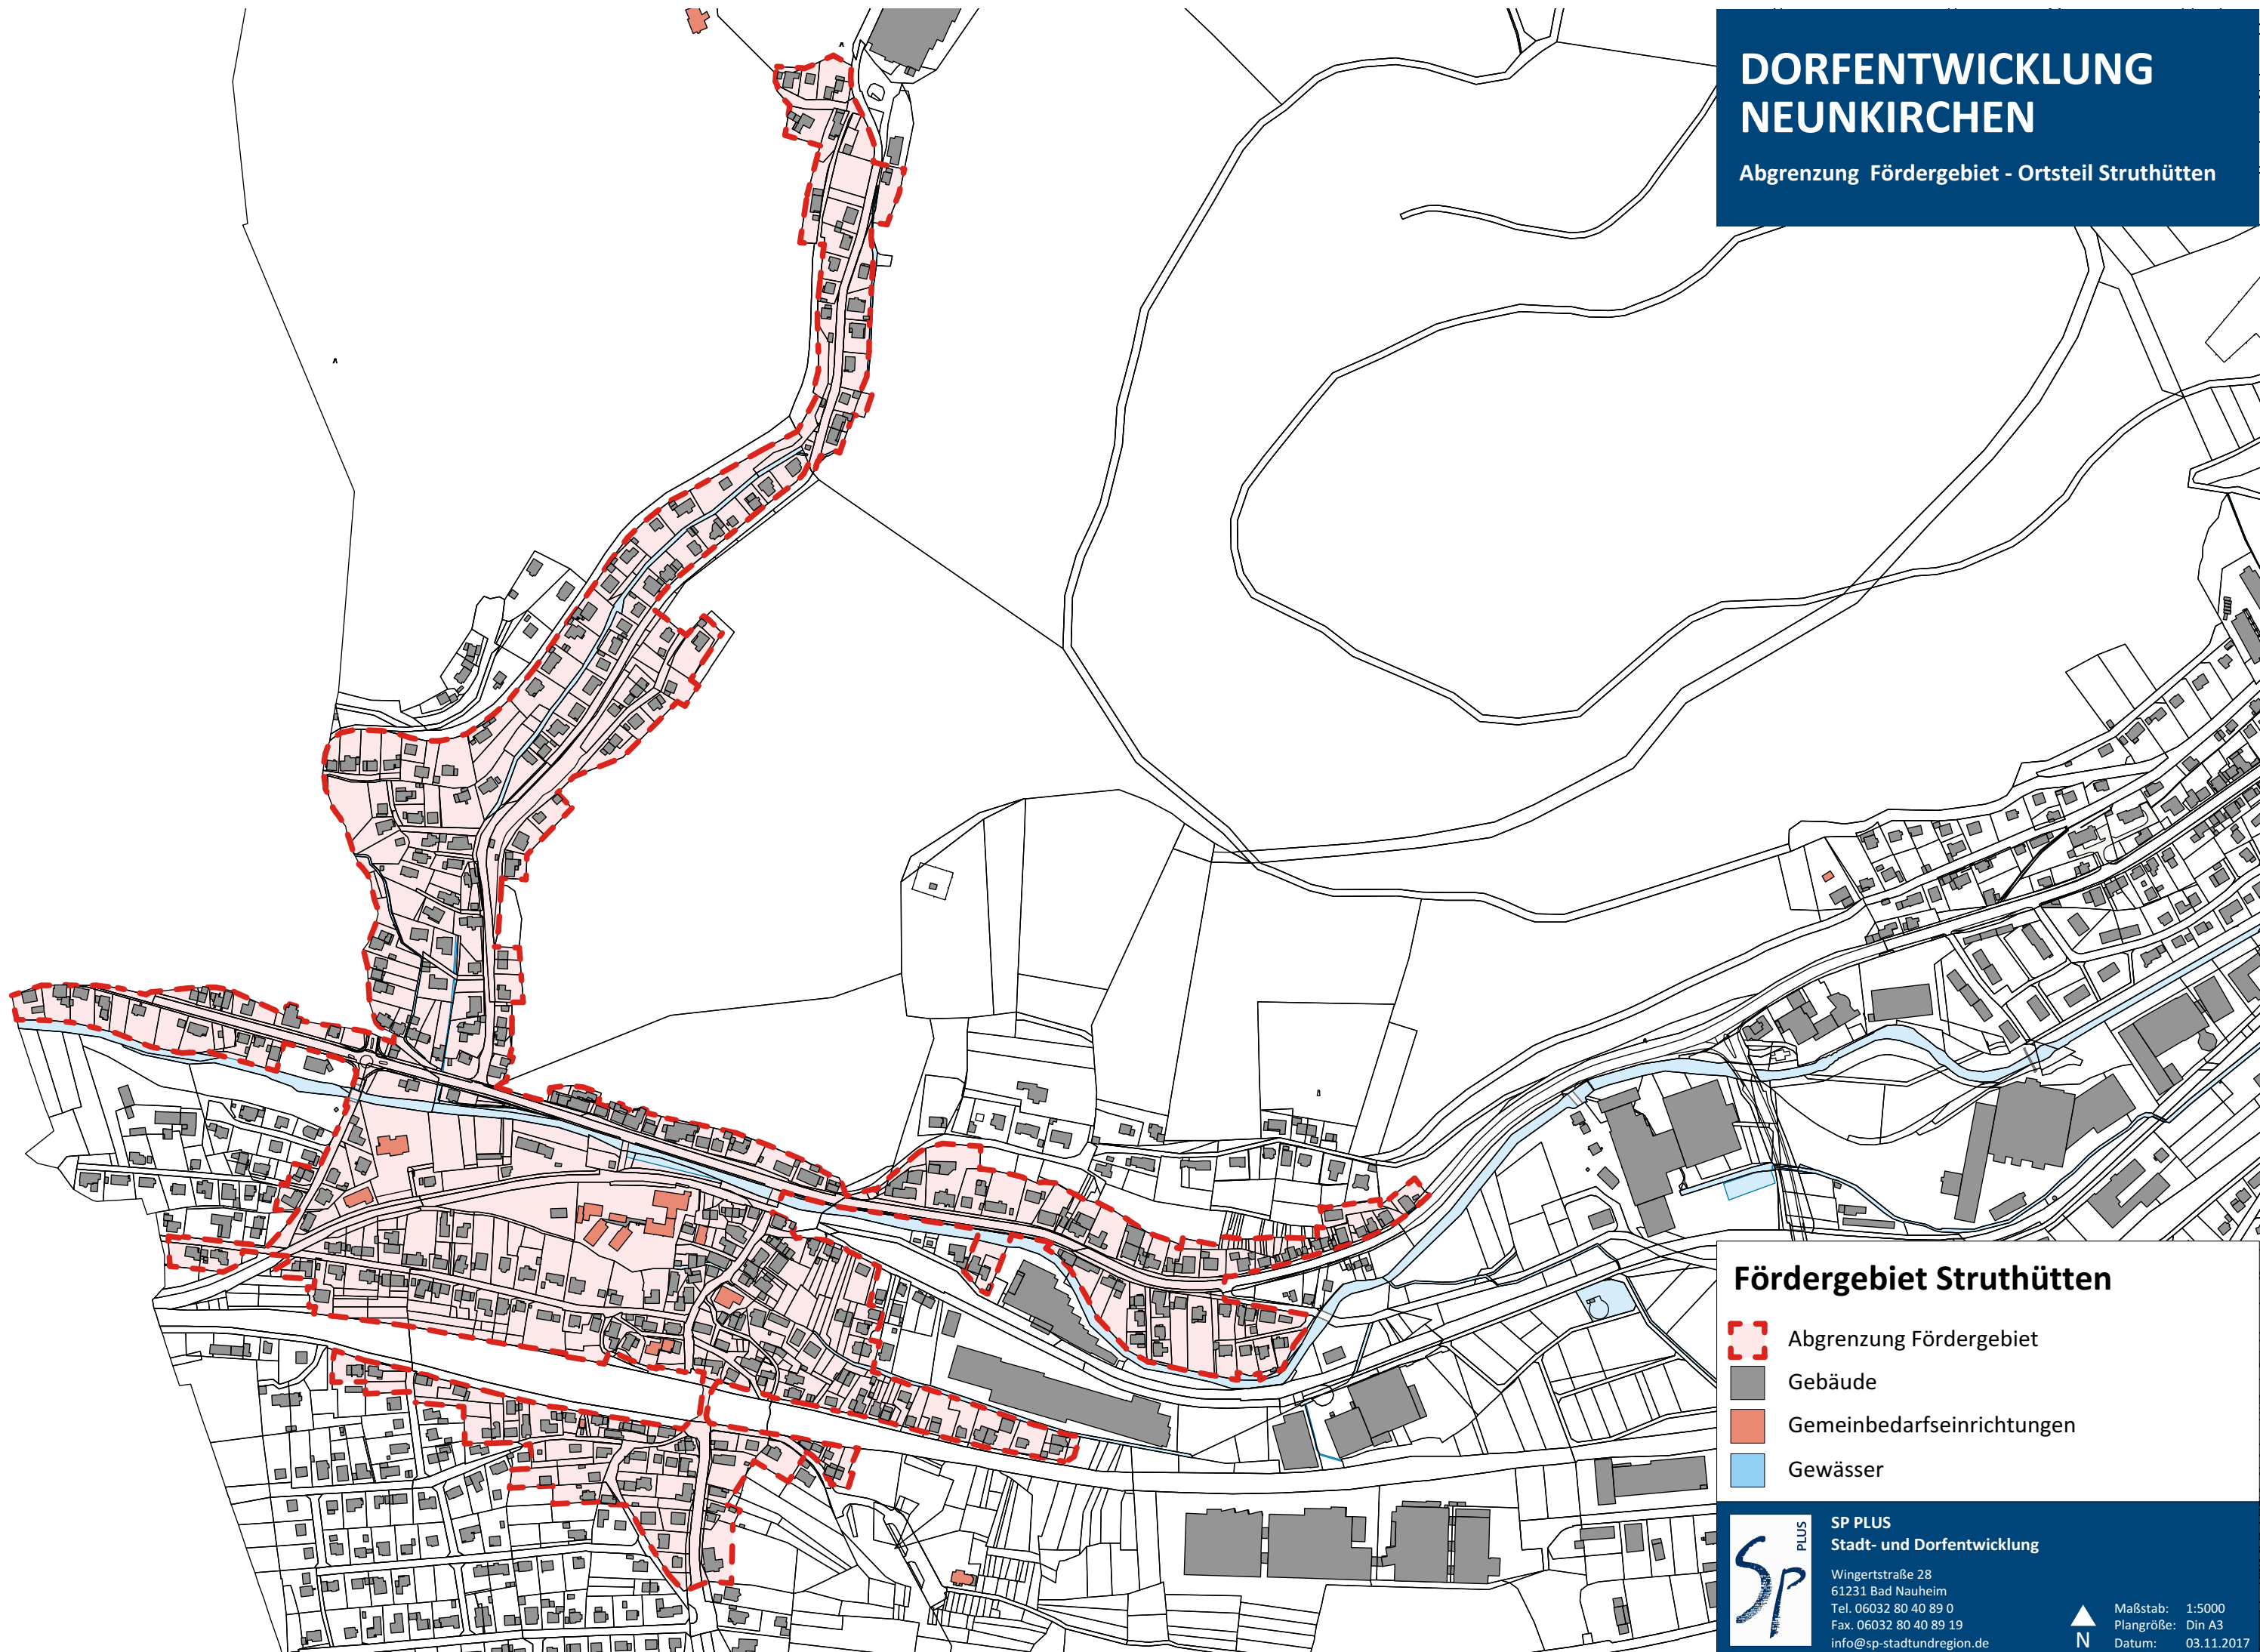 DORFENTWICKLUNG
NEUNKIRCHEN
Abgrenzung Fördergebiet - Ortsteil Struthütten
Fördergebiet Struthütten
Abgrenzung Fördergebiet
Gebäude
Gemeinbedarfseinrichtungen
Gewässer
Sp PLUS
SP PLUS
Stadt- und Dorfentwicklung
Wingertstraße 28
61231 Bad Nauheim
Tel. 06032 80 40 89 0
Fax. 06032 80 40 89 19
info@sp-stadtundregion.de
N
Maßstab: 1:5000
Plangröße: Din A3
Datum: 03.11.2017